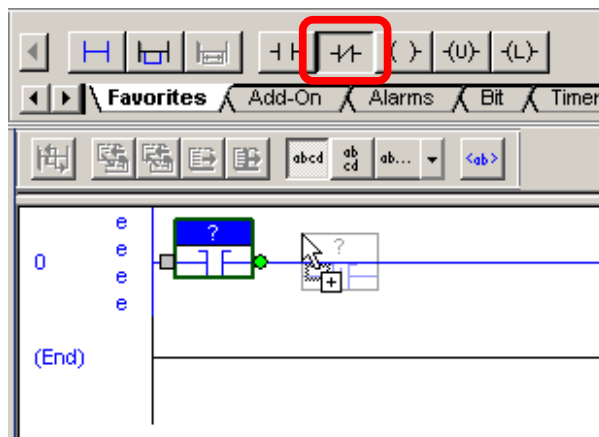 (U) (L)
Favorites Add-On Alarms Bit Timer
abcd ab cd ab... <ab>
e
? ?
e
0
e
e
(End)